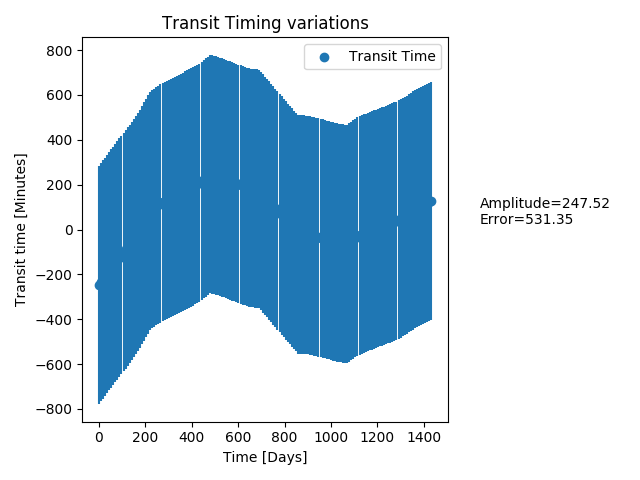 Transit Timing variations
Transit Time
800
600
400
200
0
−200
−400
−600
−800
Transit time [Minutes]
0 200 400 600 800 1000 1200 1400
Time [Days]
Amplitude=247.52
Error=531.35